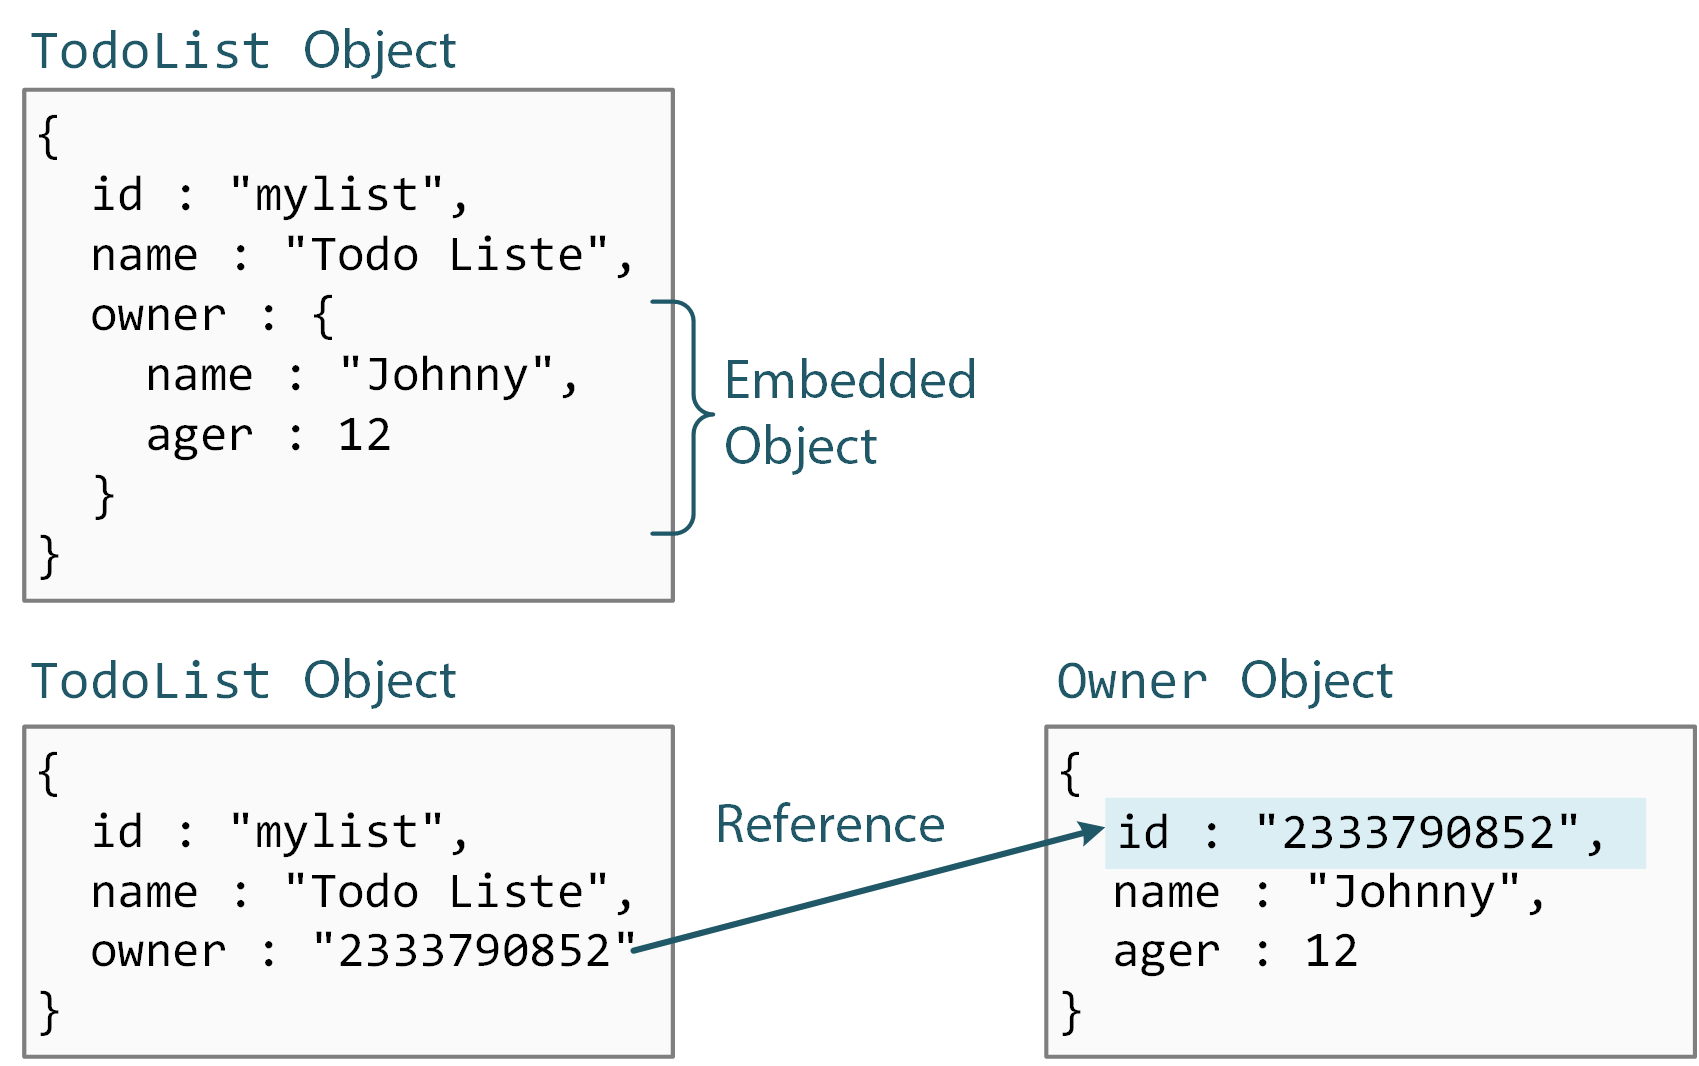 TodoList Object
{
id : "mylist",
name : "Todo Liste",
owner : {
name : "Johnny",
ager : 12
}
}
Embedded
Object
TodoList Object
{
id : "mylist",
name : "Todo Liste",
owner : "2333790852"
}
Reference
Owner Object
{
id : "2333790852",
name : "Johnny",
ager : 12
}